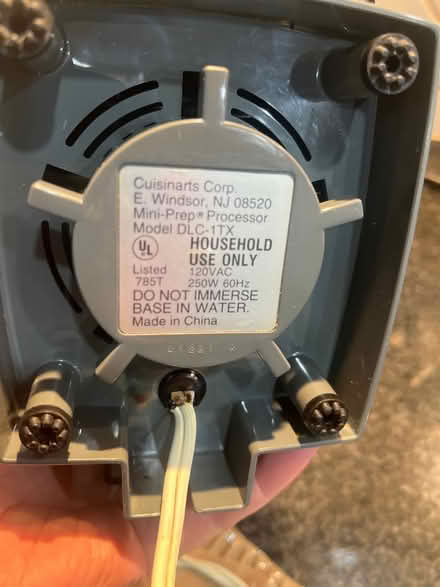 Cuisinarts Corp.
E. Windsor, NJ 08520
Mini-Prep® Processor
Model DLC-1TX
UL HOUSEHOLD
USE ONLY
Listed 120VAC
785T 250W 60Hz
DO NOT IMMERSE
BASE IN WATER.
Made in China